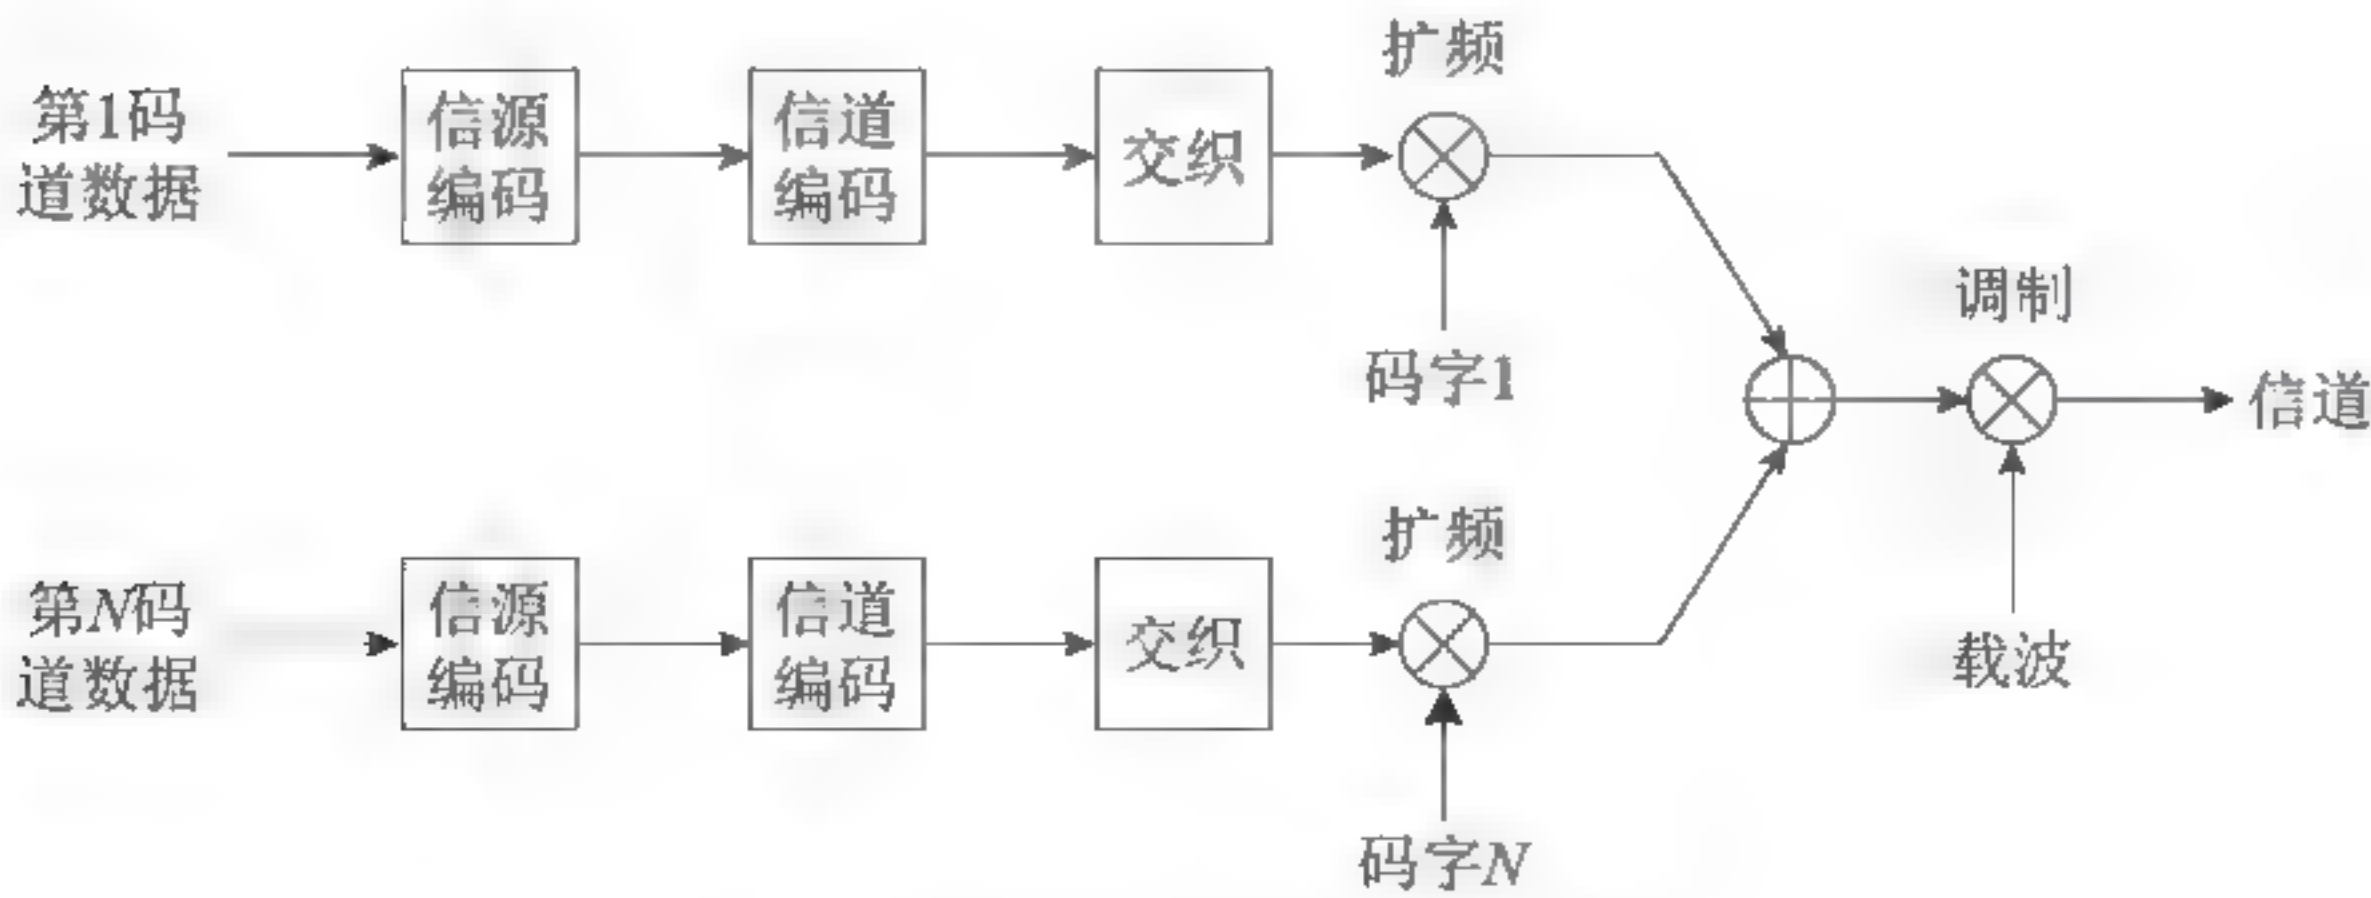 第1码
道数据
信源
编码
信道
编码
交织
扩频
码字1
调制
信道
载波
第N码
道数据
信源
编码
信道
编码
交织
扩频
码字N